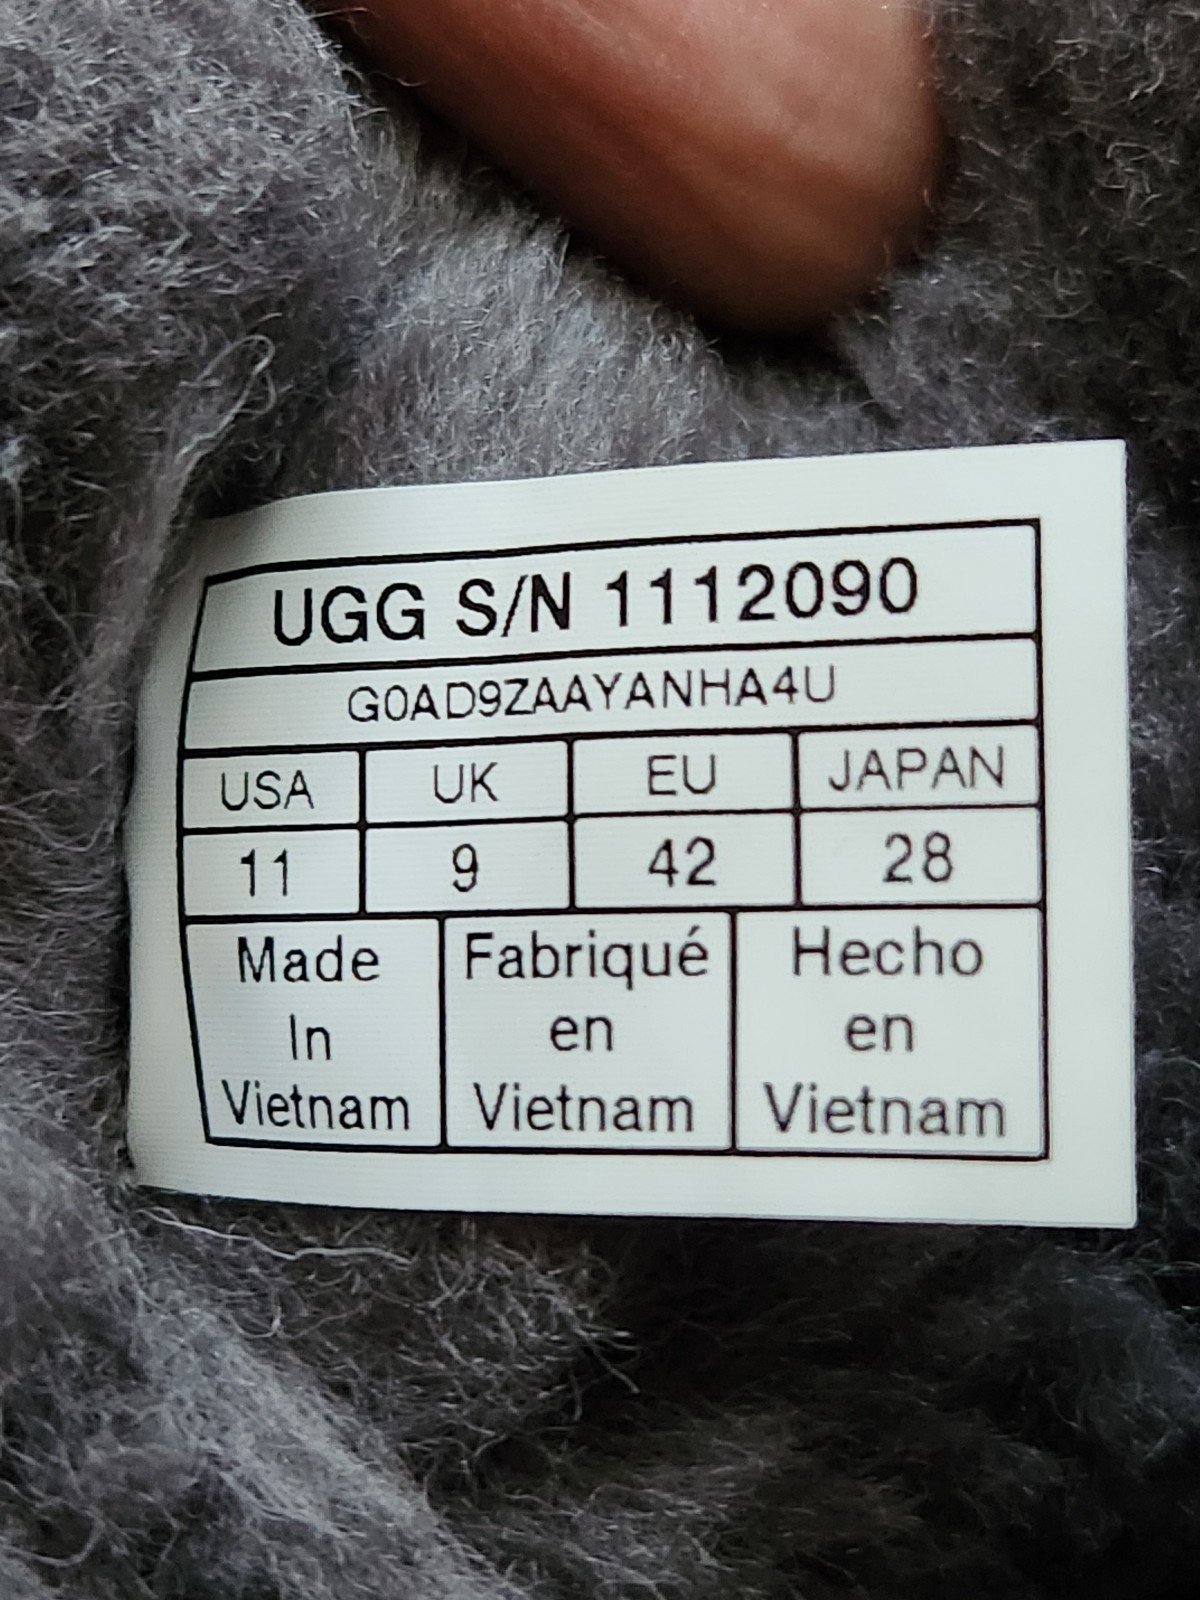 UGG S/N 1112090
G0AD9ZAAYANHA4U
USA UK EU JAPAN
11 9 42 28
Made In Vietnam
Fabriqué en Vietnam
Hecho en Vietnam